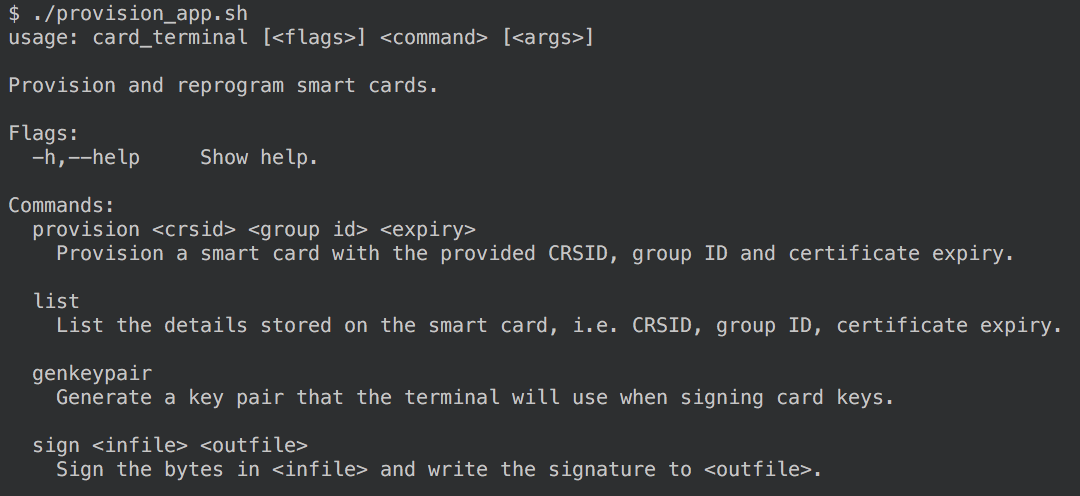 $ ./provision_app.sh
usage: card_terminal [<flags>] <command> [<args>]
Provision and reprogram smart cards.
Flags:
-h,--help     Show help.
Commands:
provision <crsid> <group id> <expiry>
Provision a smart card with the provided CRSID, group ID and certificate expiry.
list
List the details stored on the smart card, i.e. CRSID, group ID, certificate expiry.
genkeypair
Generate a key pair that the terminal will use when signing card keys.
sign <infile> <outfile>
Sign the bytes in <infile> and write the signature to <outfile>.